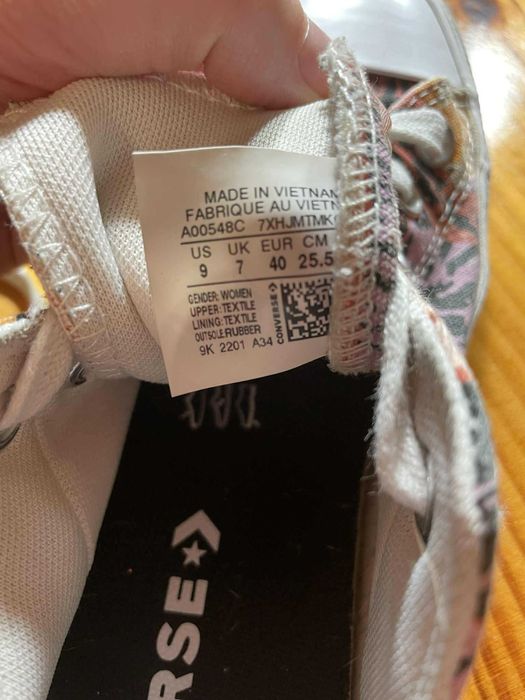 MADE IN VIETNAM
FABRIQUE AU VIETN
A00548C 7XHJMTMK
US UK EUR CM
9 7 40 25.5
GENDER: WOMEN
UPPER: TEXTILE
LINING: TEXTILE
OUTSOLE: RUBBER
9K 2201 A34
CONVERSE
ERSE